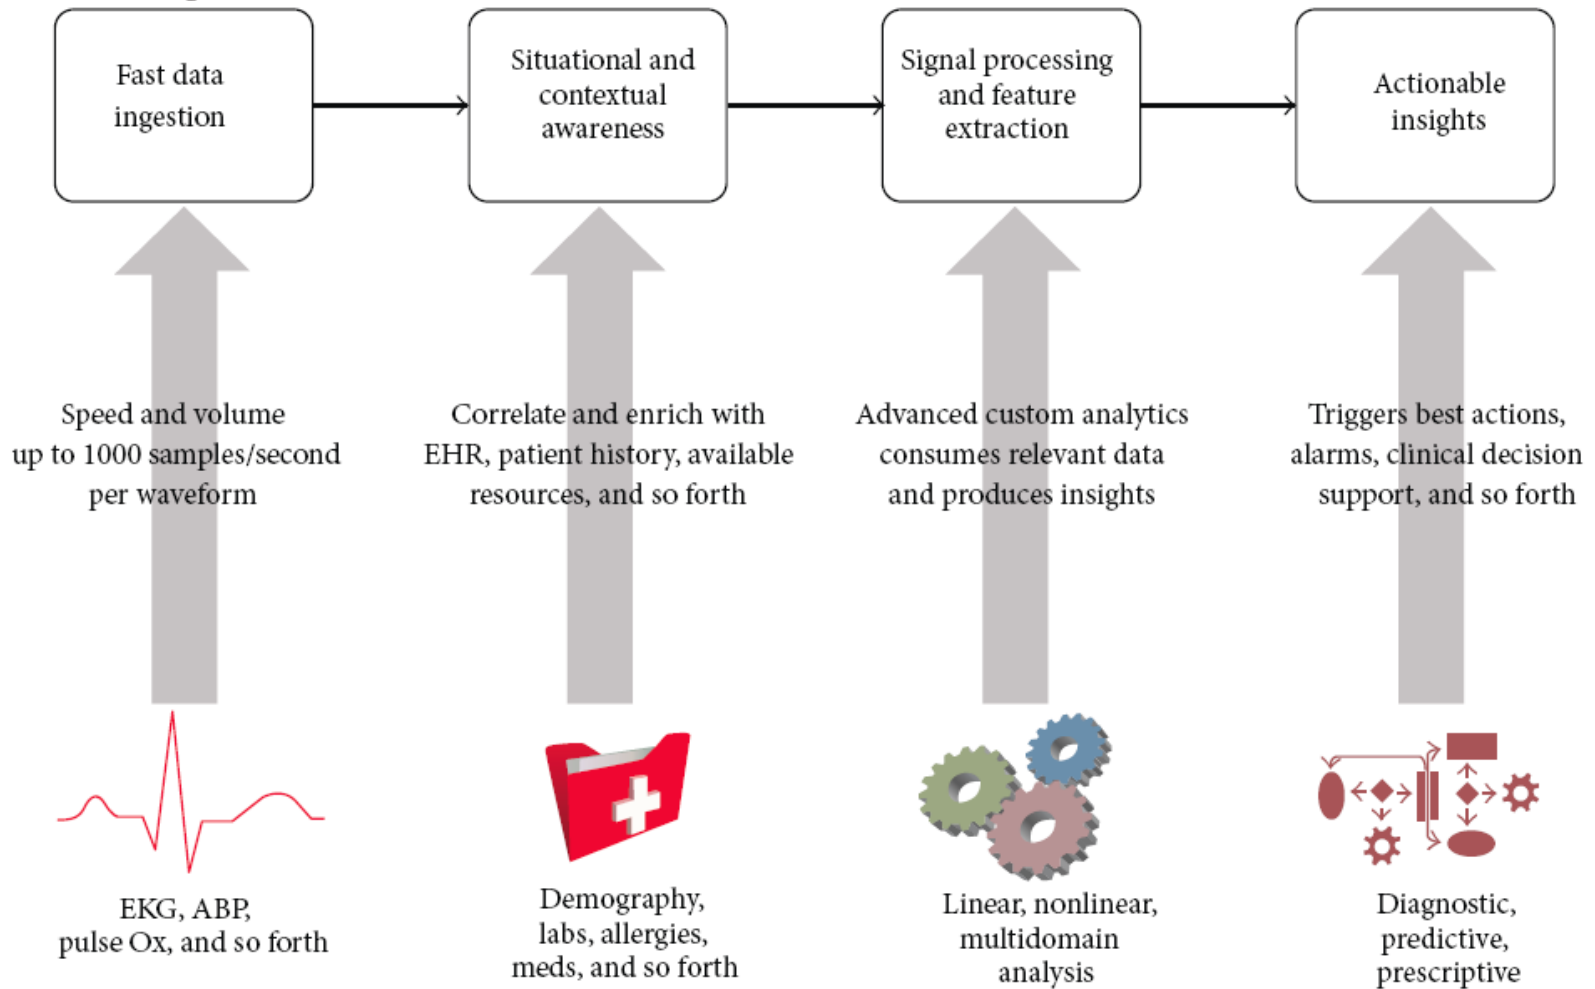 Fast data
ingestion
Situational and
contextual
awareness
Signal processing
and feature
extraction
Actionable
insights
Speed and volume
up to 1000 samples/second
per waveform
Correlate and enrich with
EHR, patient history, available
resources, and so forth
Advanced custom analytics
consumes relevant data
and produces insights
Triggers best actions,
alarms, clinical decision
support, and so forth
EKG, ABP,
pulse Ox, and so forth
Demography,
labs, allergies,
meds, and so forth
Linear, nonlinear,
multidomain
analysis
Diagnostic,
predictive,
prescriptive